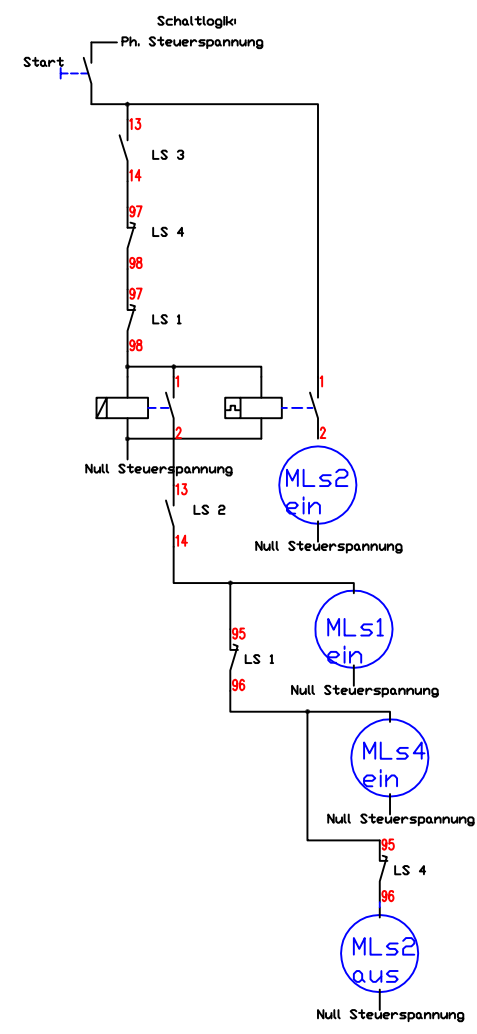 Schaltlogik:
Ph. Steuerspannung
Start
13
LS 3
14
97
LS 4
98
97
LS 1
98
1
1
2
2
Null Steuerspannung
MLs2
ein
13
LS 2
14
Null Steuerspannung
MLs1
ein
95
LS 1
96
Null Steuerspannung
MLs4
ein
Null Steuerspannung
95
LS 4
96
MLs2
aus
Null Steuerspannung